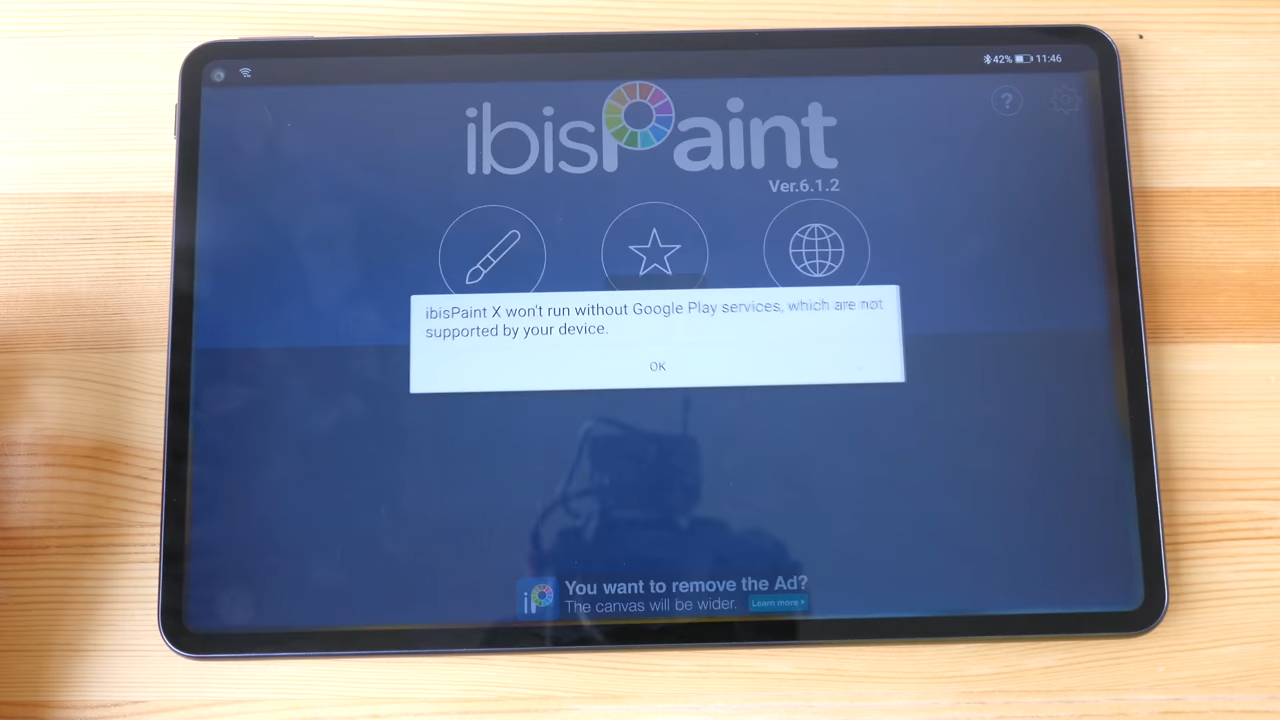 42% 11:46
ibisPaint
Ver.6.1.2
?
ibisPaint X won't run without Google Play services, which are not
supported by your device.
OK
You want to remove the Ad?
The canvas will be wider. Learn more >
iP